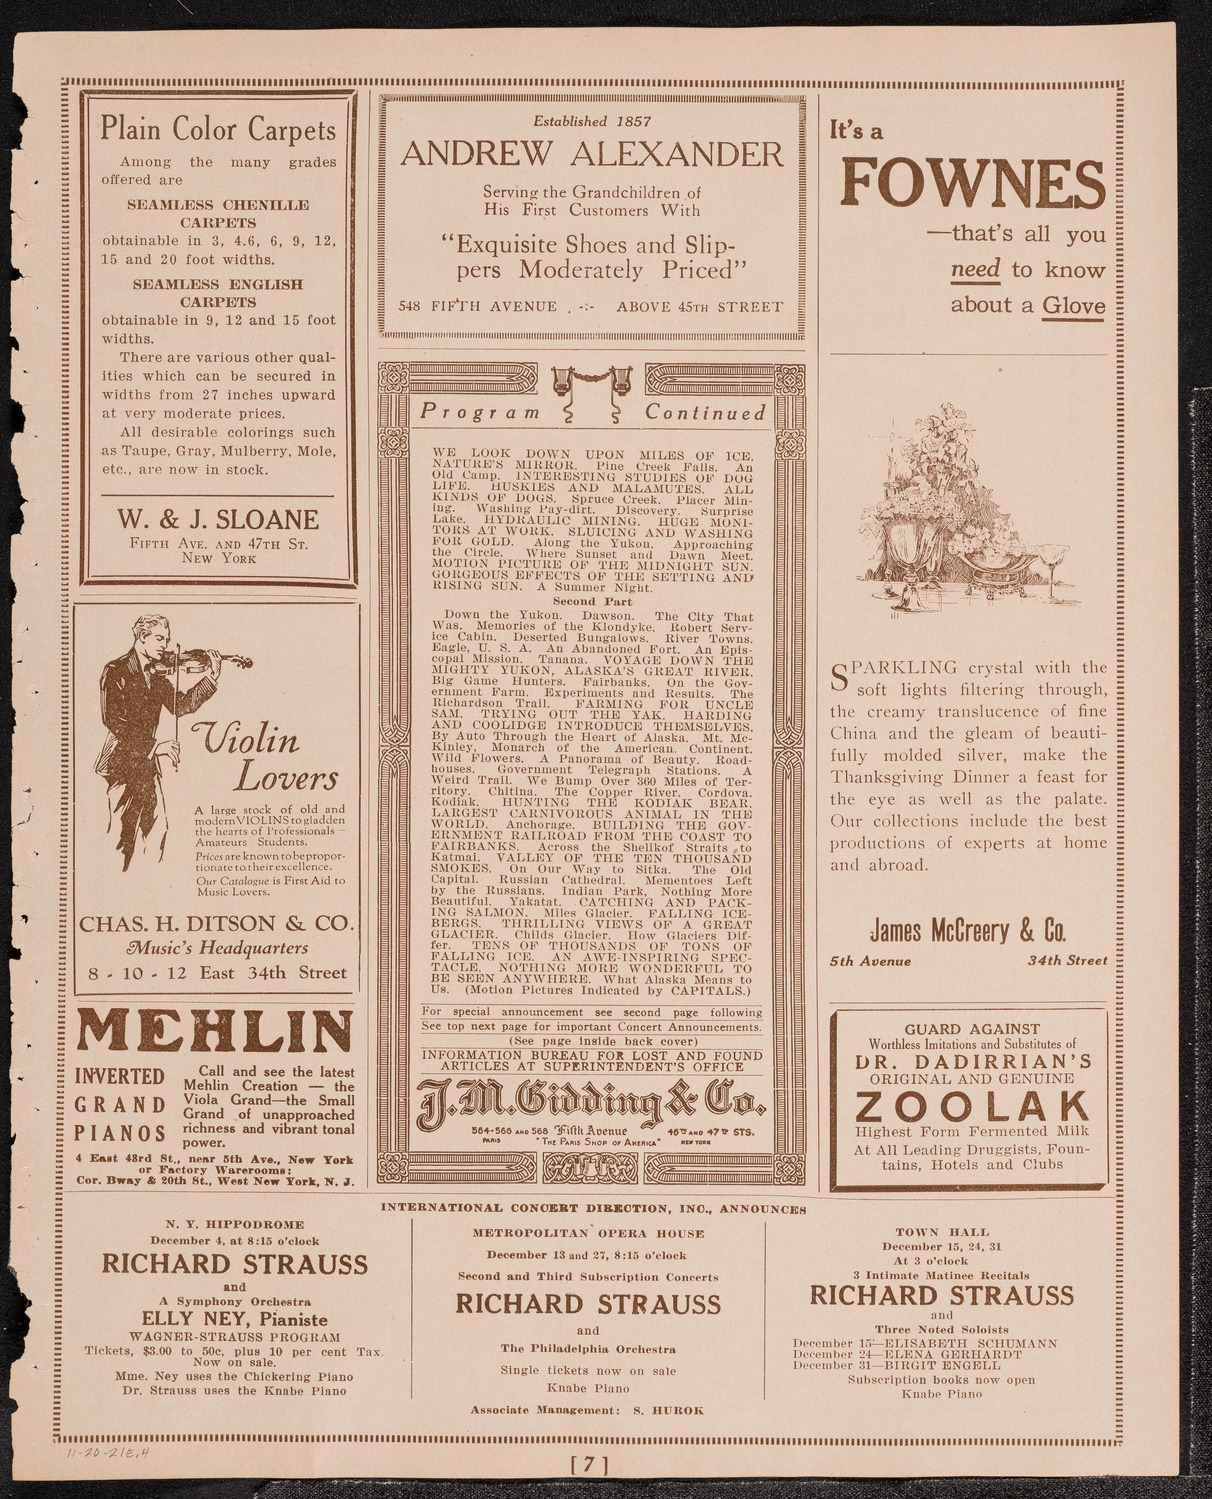 Plain Color Carpets
Among the many grades
offered are
SEAMLESS CHENILLE
CARPETS
obtainable in 3, 4.6, 6, 9, 12,
15 and 20 foot widths.
SEAMLESS ENGLISH
CARPETS
obtainable in 9, 12 and 15 foot
widths.
There are various other qual-
ities which can be secured in
widths from 27 inches upward
at very moderate prices.
All desirable colorings such
as Taupe, Gray, Mulberry, Mole,
etc., are now in stock.
W. & J. SLOANE
FIFTH AVE. AND 47TH ST.
NEW YORK
Violin
Lovers
A large stock of old and
modern VIOLINS to gladden
the hearts of Professionals—
Amateurs Students.
Prices are known to be propor-
tionate to their excellence.
Our Catalogue is First Aid to
Music Lovers.
CHAS. H. DITSON & CO.
Music's Headquarters
8 - 10 - 12 East 34th Street
MEHLIN
INVERTED
GRAND
PIANOS
Call and see the latest
Mehlin Creation — the
Viola Grand—the Small
Grand of unapproached
richness and vibrant tonal
power.
4 East 43rd St., near 5th Ave., New York
or Factory Warerooms:
Cor. Bway & 20th St., West New York, N. J.
Established 1857
ANDREW ALEXANDER
Serving the Grandchildren of
His First Customers With
"Exquisite Shoes and Slip-
pers Moderately Priced"
548 FIFTH AVENUE -:- ABOVE 45TH STREET
Program Continued
WE LOOK DOWN UPON MILES OF ICE.
NATURE'S MIRROR. Pine Creek Falls. An
Old Camp. INTERESTING STUDIES OF DOG
LIFE. HUSKIES AND MALAMUTES. ALL
KINDS OF DOGS. Spruce Creek. Placer Min-
ing. Washing Pay-dirt. Discovery. Surprise
Lake. HYDRAULIC MINING. HUGE MONI-
TORS AT WORK. SLUICING AND WASHING
FOR GOLD. Along the Yukon. Approaching
the Circle. Where Sunset and Dawn Meet.
MOTION PICTURE OF THE MIDNIGHT SUN.
GORGEOUS EFFECTS OF THE SETTING AND
RISING SUN. A Summer Night.
Second Part
Down the Yukon. Dawson. The City That
Was. Memories of the Klondyke. Robert Serv-
ice Cabin. Deserted Bungalows. River Towns.
Eagle, U. S. A. An Abandoned Fort. An Epis-
copal Mission. Tanana. VOYAGE DOWN THE
MIGHTY YUKON, ALASKA'S GREAT RIVER.
Big Game Hunters. Fairbanks. On the Gov-
ernment Farm. Experiments and Results. The
Richardson Trail. FARMING FOR UNCLE
SAM. TRYING OUT THE YAK. HARDING
AND COOLIDGE INTRODUCE THEMSELVES.
By Auto Through the Heart of Alaska. Mt. Mc-
Kinley, Monarch of the American Continent.
Wild Flowers. A Panorama of Beauty. Road-
houses. Government Telegraph Stations. A
Weird Trail. We Bump Over 360 Miles of Ter-
ritory. Chitina. The Copper River. Cordova.
Kodiak. HUNTING THE KODIAK BEAR.
LARGEST CARNIVOROUS ANIMAL IN THE
WORLD. Anchorage. BUILDING THE GOV-
ERNMENT RAILROAD FROM THE COAST TO
FAIRBANKS. Across the Shelikof Straits to
Katmai. VALLEY OF THE TEN THOUSAND
SMOKES. On Our Way to Sitka. The Old
Capital. Russian Cathedral. Mementoes Left
by the Russians. Indian Park, Nothing More
Beautiful. Yakatat. CATCHING AND PACK-
ING SALMON. Miles Glacier. FALLING ICE-
BERGS. THRILLING VIEWS OF A GREAT
GLACIER. Childs Glacier. How Glaciers Dif-
fer. TENS OF THOUSANDS OF TONS OF
FALLING ICE. AN AWE-INSPIRING SPEC-
TACLE. NOTHING MORE WONDERFUL TO
BE SEEN ANYWHERE. What Alaska Means to
Us. (Motion Pictures Indicated by CAPITALS.)
For special announcement see second page following
See top next page for important Concert Announcements.
(See page inside back cover)
INFORMATION BUREAU FOR LOST AND FOUND
ARTICLES AT SUPERINTENDENT'S OFFICE
J.M. Gidding & Co.
564-566 AND 568 Fifth Avenue 46TH AND 47TH STS.
PARIS "THE PARIS SHOP OF AMERICA" NEW YORK
It's a
FOWNES
—that's all you
need to know
about a Glove
SPARKLING crystal with the
soft lights filtering through,
the creamy translucence of fine
China and the gleam of beauti-
fully molded silver, make the
Thanksgiving Dinner a feast for
the eye as well as the palate.
Our collections include the best
productions of experts at home
and abroad.
James McCreery & Co.
5th Avenue 34th Street
GUARD AGAINST
Worthless Imitations and Substitutes of
DR. DADIRRIAN'S
ORIGINAL AND GENUINE
ZOOLAK
Highest Form Fermented Milk
At All Leading Druggists, Foun-
tains, Hotels and Clubs
INTERNATIONAL CONCERT DIRECTION, INC., ANNOUNCES
N. Y. HIPPODROME
December 4, at 8:15 o'clock
RICHARD STRAUSS
and
A Symphony Orchestra
ELLY NEY, Pianiste
WAGNER-STRAUSS PROGRAM
Tickets, $3.00 to 50c, plus 10 per cent Tax.
Now on sale.
Mme. Ney uses the Chickering Piano
Dr. Strauss uses the Knabe Piano
METROPOLITAN OPERA HOUSE
December 13 and 27, 8:15 o'clock
Second and Third Subscription Concerts
RICHARD STRAUSS
and
The Philadelphia Orchestra
Single tickets now on sale
Knabe Piano
Associate Management: S. HUROK
TOWN HALL
December 15, 24, 31
At 3 o'clock
3 Intimate Matinee Recitals
RICHARD STRAUSS
and
Three Noted Soloists
December 15—ELISABETH SCHUMANN
December 24—ELENA GERHARDT
December 31—BIRGIT ENGELL
Subscription books now open
Knabe Piano
11-20-21E,4
[ 7 ]